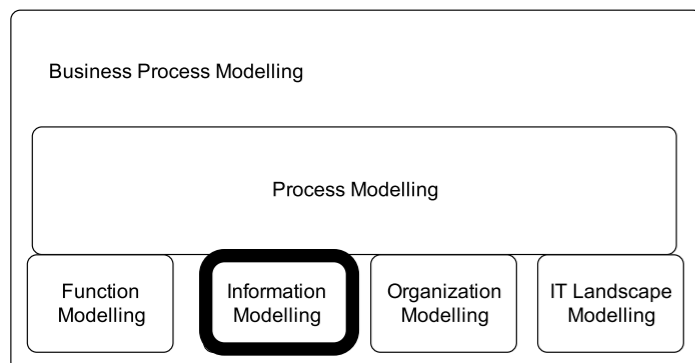 Business Process Modelling
Process Modelling
Function
Modelling
Information
Modelling
Organization
Modelling
IT Landscape
Modelling